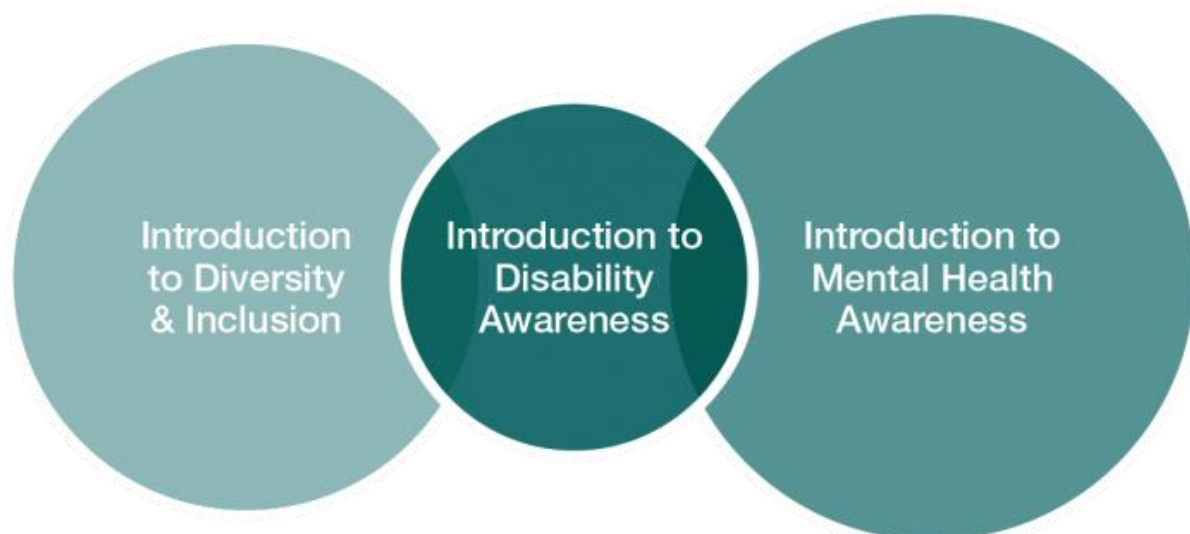 Introduction
to Diversity
& Inclusion
Introduction to
Disability
Awareness
Introduction to
Mental Health
Awareness